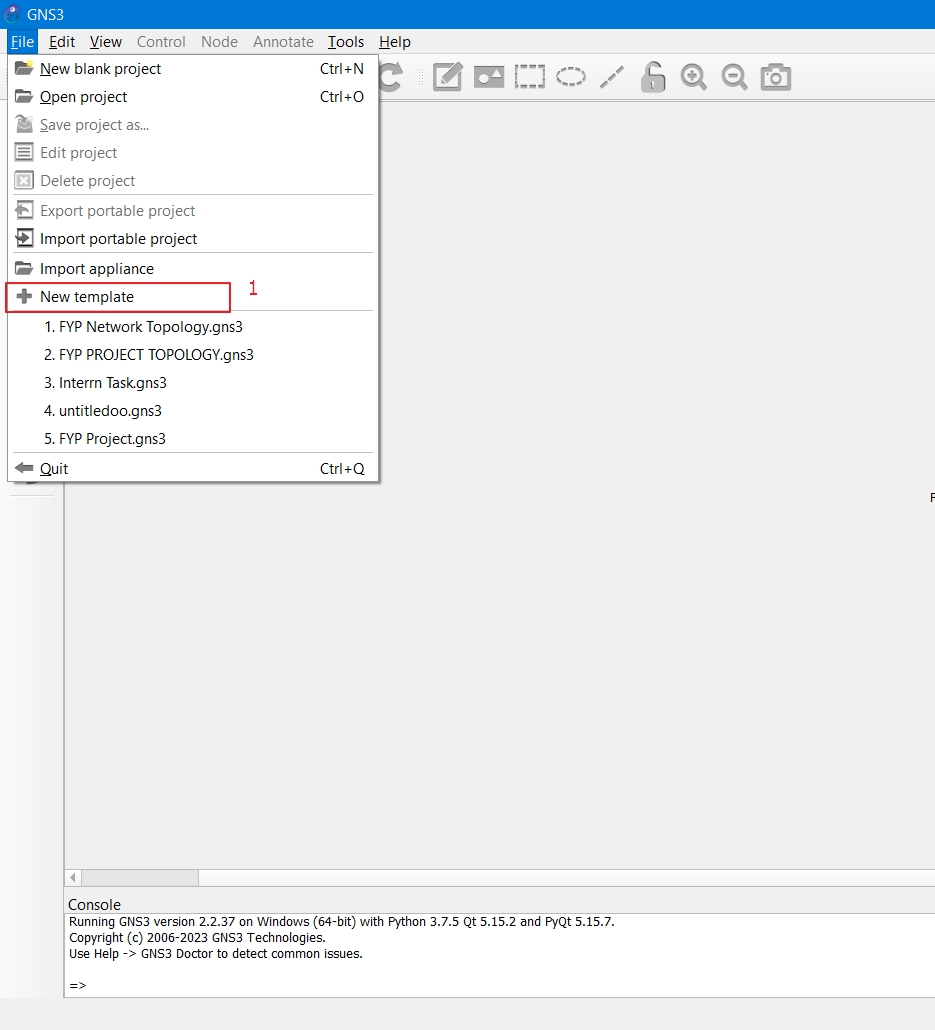 GNS3
File Edit View Control Node Annotate Tools Help
New blank project Ctrl+N
Open project Ctrl+O
Save project as...
Edit project
Delete project
Export portable project
Import portable project
Import appliance
New template 1
1. FYP Network Topology.gns3
2. FYP PROJECT TOPOLOGY.gns3
3. Interrn Task.gns3
4. untitledoo.gns3
5. FYP Project.gns3
Quit Ctrl+Q
Console
Running GNS3 version 2.2.37 on Windows (64-bit) with Python 3.7.5 Qt 5.15.2 and PyQt 5.15.7.
Copyright (c) 2006-2023 GNS3 Technologies.
Use Help -> GNS3 Doctor to detect common issues.
=>